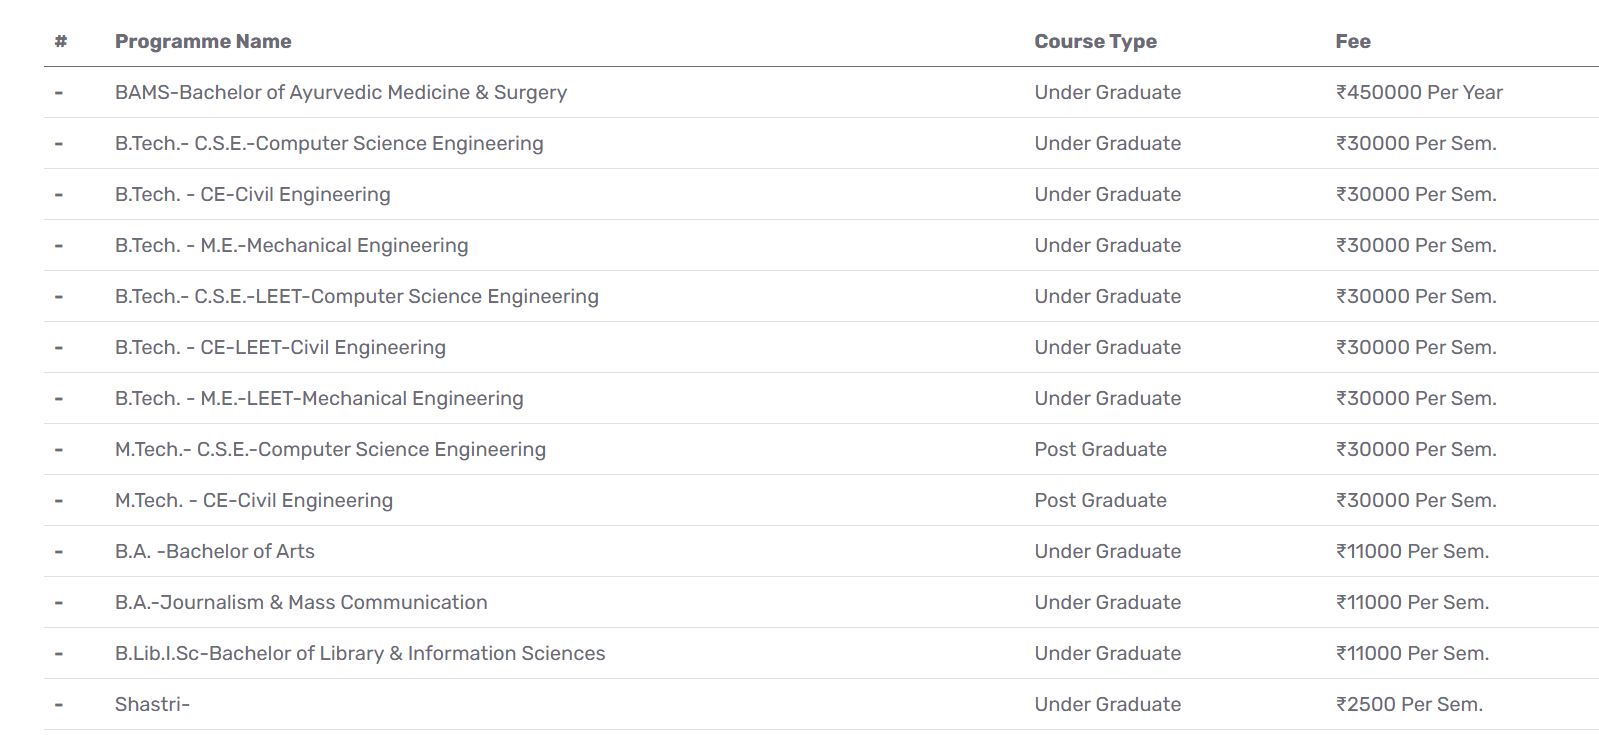 # Programme Name Course Type Fee
- BAMS-Bachelor of Ayurvedic Medicine & Surgery Under Graduate ₹450000 Per Year
- B.Tech.- C.S.E.-Computer Science Engineering Under Graduate ₹30000 Per Sem.
- B.Tech. - CE-Civil Engineering Under Graduate ₹30000 Per Sem.
- B.Tech. - M.E.-Mechanical Engineering Under Graduate ₹30000 Per Sem.
- B.Tech.- C.S.E.-LEET-Computer Science Engineering Under Graduate ₹30000 Per Sem.
- B.Tech. - CE-LEET-Civil Engineering Under Graduate ₹30000 Per Sem.
- B.Tech. - M.E.-LEET-Mechanical Engineering Under Graduate ₹30000 Per Sem.
- M.Tech.- C.S.E.-Computer Science Engineering Post Graduate ₹30000 Per Sem.
- M.Tech. - CE-Civil Engineering Post Graduate ₹30000 Per Sem.
- B.A. -Bachelor of Arts Under Graduate ₹11000 Per Sem.
- B.A.-Journalism & Mass Communication Under Graduate ₹11000 Per Sem.
- B.Lib.I.Sc-Bachelor of Library & Information Sciences Under Graduate ₹11000 Per Sem.
- Shastri- Under Graduate ₹2500 Per Sem.